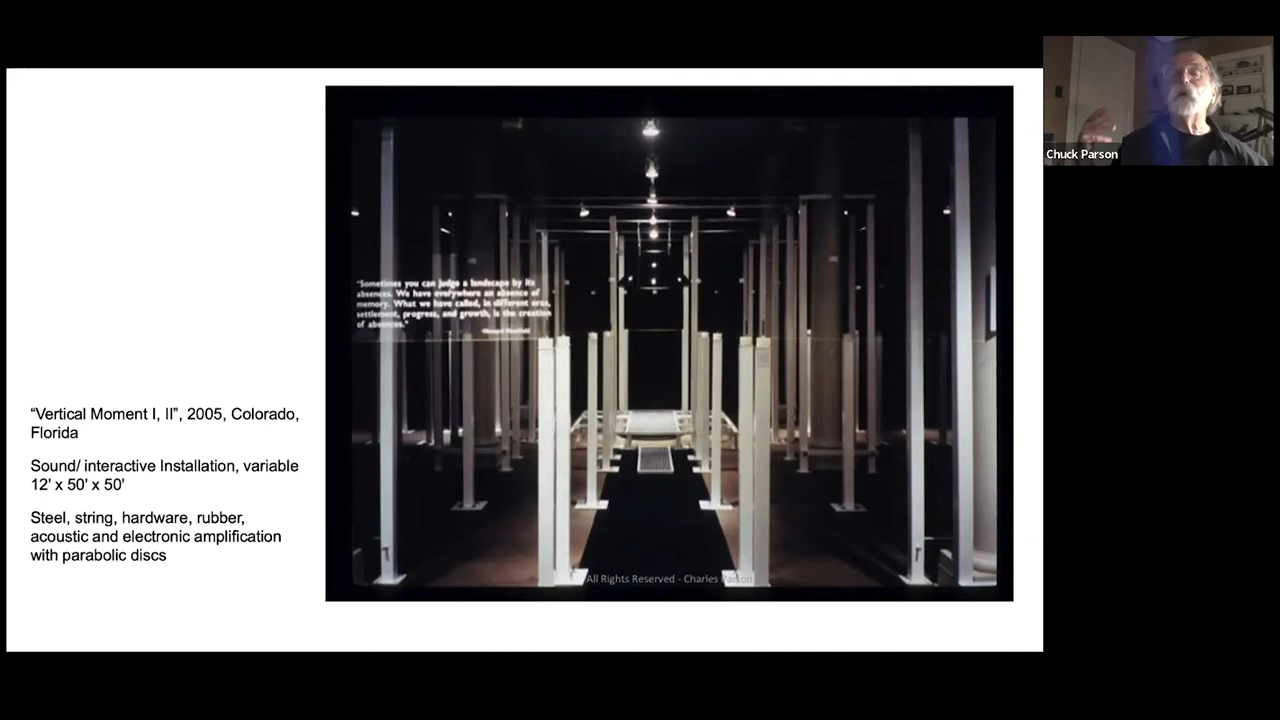 Chuck Parson
"Sometimes you can judge a landscape by its
absences. We have everywhere an absence of
memory. What we have called, in different eras,
settlement, progress, and growth, is the creation
of absences."
-Howard Mansfield
“Vertical Moment I, II”, 2005, Colorado,
Florida
Sound/ interactive Installation, variable
12' x 50' x 50'
Steel, string, hardware, rubber,
acoustic and electronic amplification
with parabolic discs
All Rights Reserved - Charles Parson